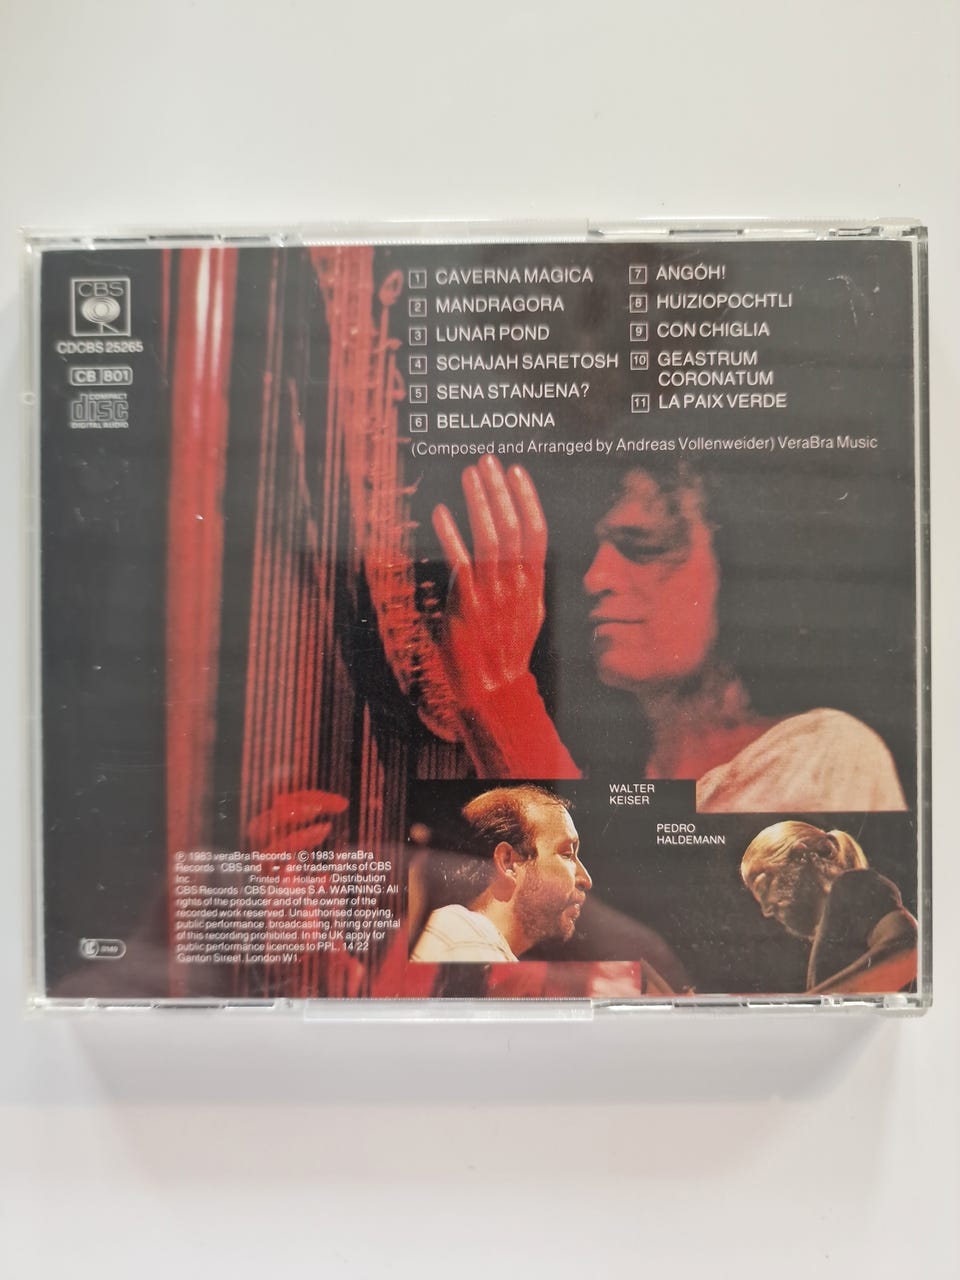 CBS
CDCBS 25265
CB 801
COMPACT
disc
DIGITAL AUDIO
1 CAVERNA MAGICA
2 MANDRAGORA
3 LUNAR POND
4 SCHAJAH SARETOSH
5 SENA STANJENA?
6 BELLADONNA
7 ANGÓH!
8 HUIZIOPOCHTLI
9 CON CHIGLIA
10 GEASTRUM
CORONATUM
11 LA PAIX VERDE
(Composed and Arranged by Andreas Vollenweider) VeraBra Music
WALTER
KEISER
PEDRO
HALDEMANN
℗ 1983 veraBra Records / © 1983 veraBra
Records CBS and are trademarks of CBS
Inc. Printed in Holland / Distribution
CBS Records / CBS Disques S.A. WARNING: All
rights of the producer and of the owner of the
recorded work reserved. Unauthorised copying,
public performance, broadcasting, hiring or rental
of this recording prohibited. In the UK apply for
public performance licences to PPL, 14 22
Ganton Street, London W1.
LC 0149